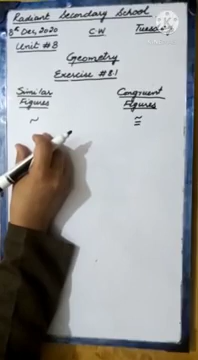 Radiant Secondary School
8th Dec, 2020 C.W Tuesday
Unit #8
Geometry
Exercise #8.1
Similar Congruent
Figures Figures
~ ≅